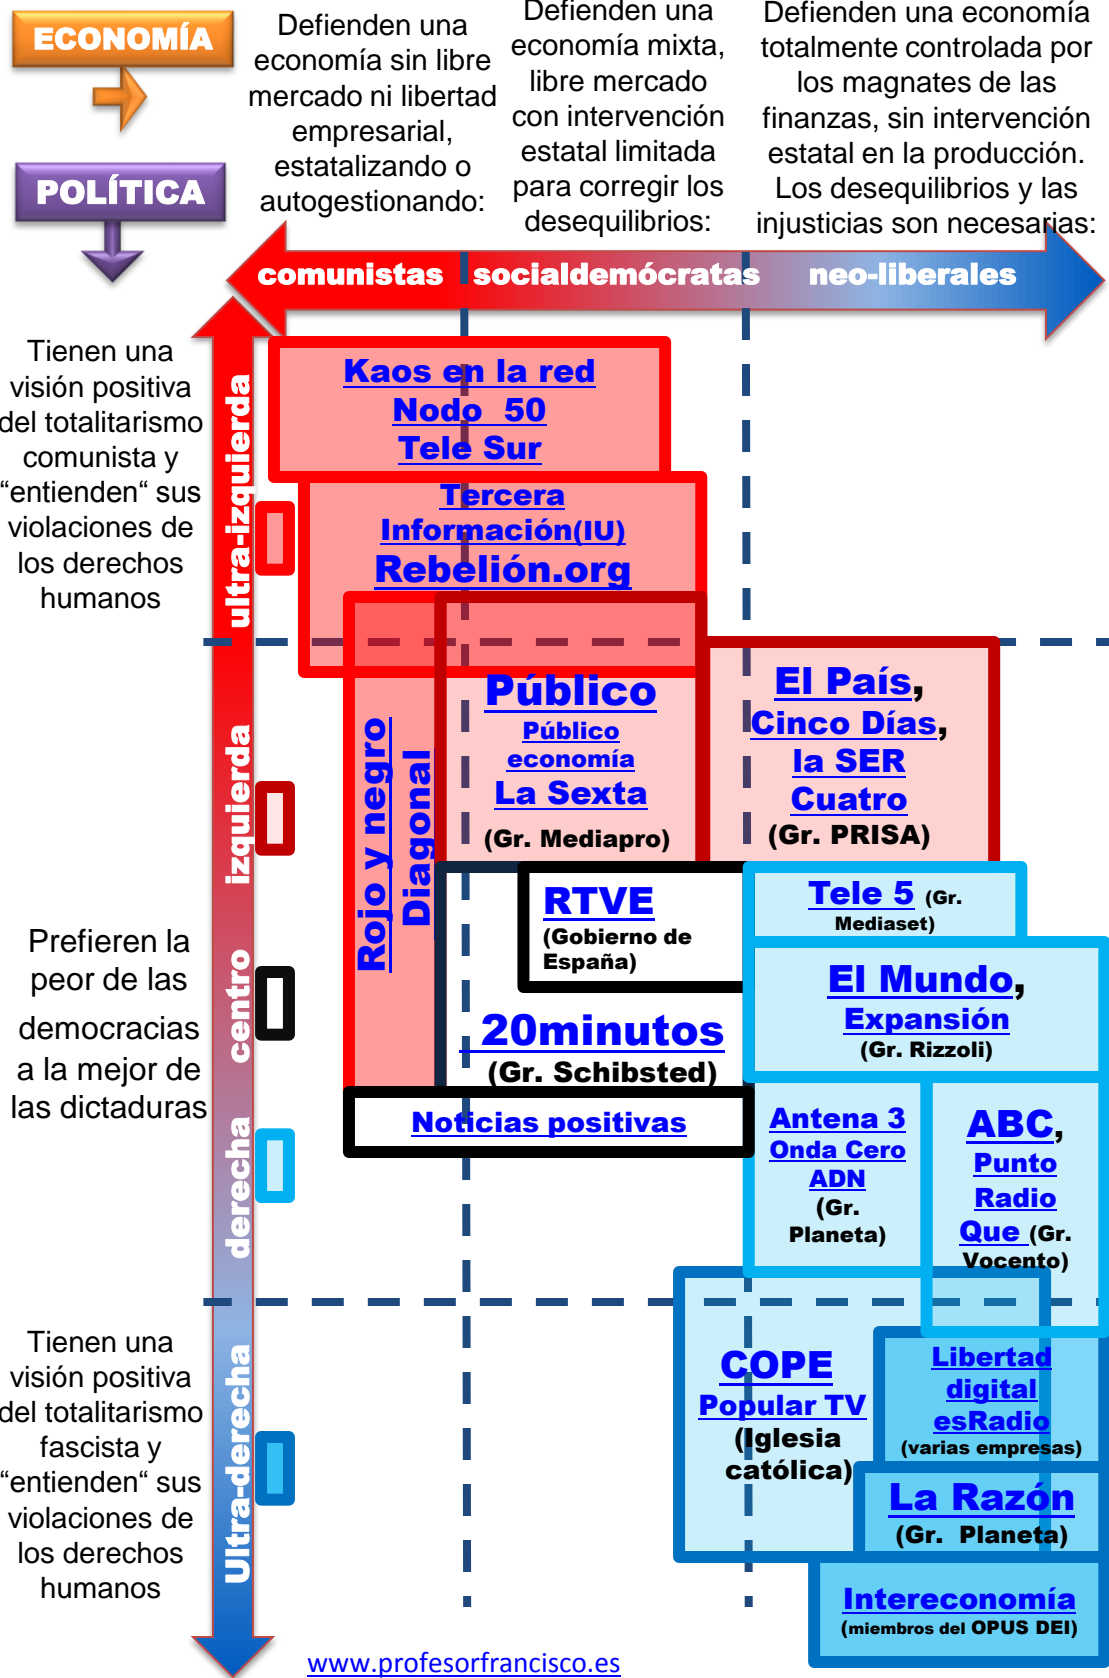 ECONOMÍA
POLÍTICA
Defienden una
economía sin libre
mercado ni libertad
empresarial,
estatalizando o
autogestionando:
Defienden una
economía mixta,
libre mercado
con intervención
estatal limitada
para corregir los
desequilibrios:
Defienden una economía
totalmente controlada por
los magnates de las
finanzas, sin intervención
estatal en la producción.
Los desequilibrios y las
injusticias son necesarias:
comunistas
socialdemócratas
neo-liberales
Tienen una
visión positiva
del totalitarismo
comunista y
“entienden“ sus
violaciones de
los derechos
humanos
ultra-izquierda
izquierda
centro
derecha
Ultra-derecha
Prefieren la
peor de las
democracias
a la mejor de
las dictaduras
Tienen una
visión positiva
del totalitarismo
fascista y
“entienden“ sus
violaciones de
los derechos
humanos
Kaos en la red
Nodo 50
Tele Sur
Tercera
Información(IU)
Rebelión.org
Rojo y negro
Diagonal
Público
Público
economía
La Sexta
(Gr. Mediapro)
El País,
Cinco Días,
la SER
Cuatro
(Gr. PRISA)
RTVE
(Gobierno de
España)
Tele 5 (Gr.
Mediaset)
El Mundo,
Expansión
(Gr. Rizzoli)
20minutos
(Gr. Schibsted)
Noticias positivas
Antena 3
Onda Cero
ADN
(Gr.
Planeta)
ABC,
Punto
Radio
Que (Gr.
Vocento)
COPE
Popular TV
(Iglesia
católica)
Libertad
digital
esRadio
(varias empresas)
La Razón
(Gr. Planeta)
Intereconomía
(miembros del OPUS DEI)
www.profesorfrancisco.es